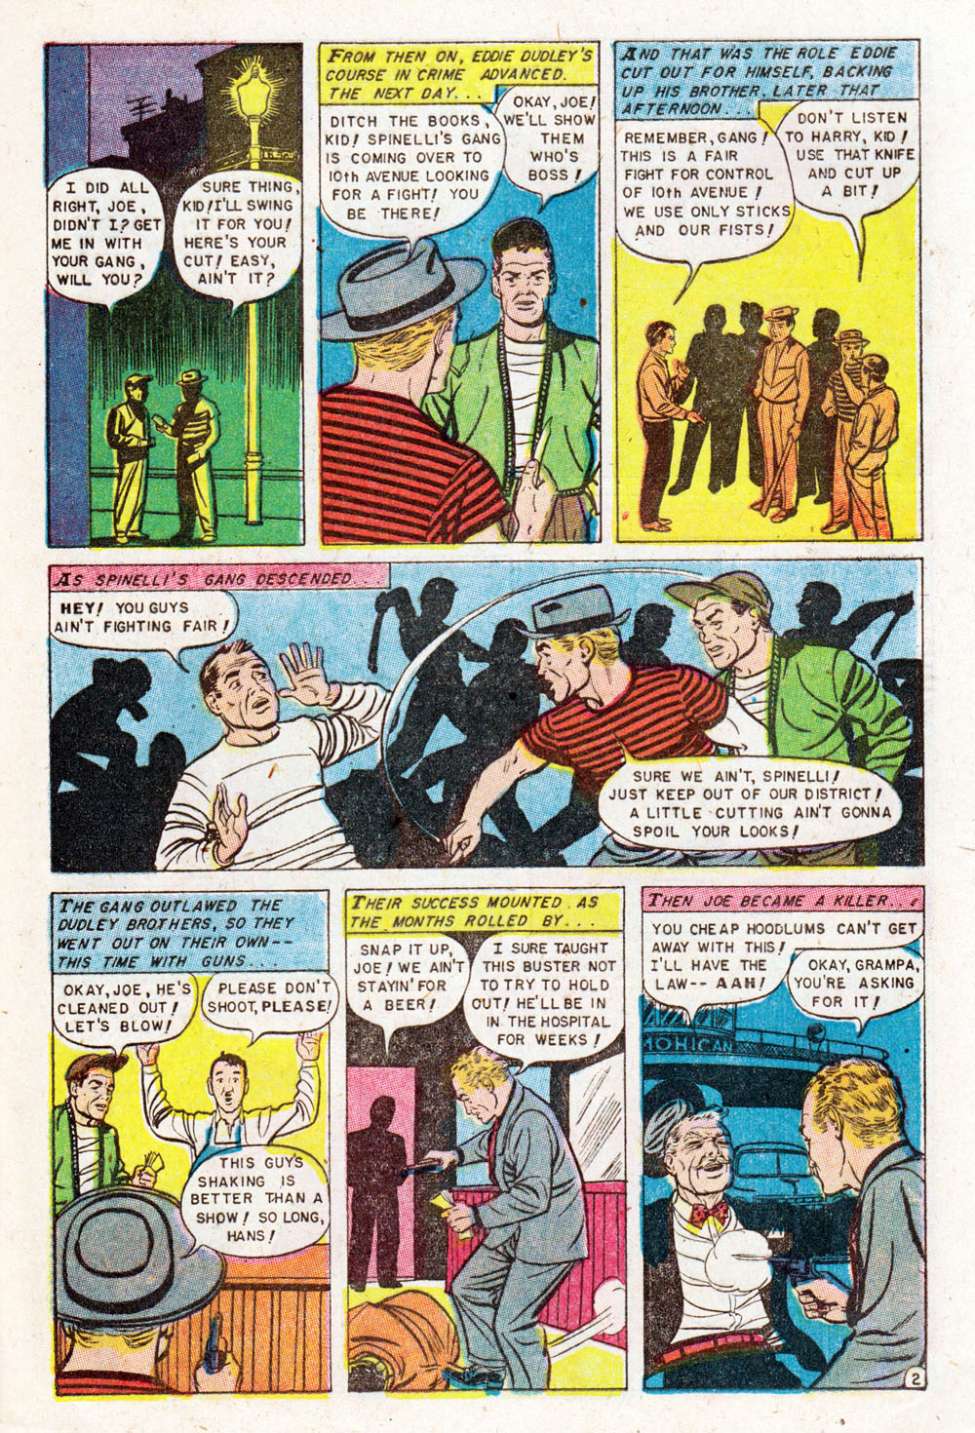 I DID ALL
RIGHT, JOE,
DIDN'T I? GET
ME IN WITH
YOUR GANG,
WILL YOU?
SURE THING,
KID! I'LL SWING
IT FOR YOU!
HERE'S YOUR
CUT! EASY,
AIN'T IT?
FROM THEN ON, EDDIE DUDLEY'S
COURSE IN CRIME ADVANCED.
THE NEXT DAY...
DITCH THE BOOKS,
KID! SPINELLI'S GANG
IS COMING OVER TO
10th AVENUE LOOKING
FOR A FIGHT! YOU
BE THERE!
OKAY, JOE!
WE'LL SHOW
THEM
WHO'S
BOSS!
AND THAT WAS THE ROLE EDDIE
CUT OUT FOR HIMSELF, BACKING
UP HIS BROTHER. LATER THAT
AFTERNOON...
REMEMBER, GANG!
THIS IS A FAIR
FIGHT FOR CONTROL
OF 10th AVENUE!
WE USE ONLY STICKS
AND OUR FISTS!
DON'T LISTEN
TO HARRY, KID!
USE THAT KNIFE
AND CUT UP
A BIT!
AS SPINELLI'S GANG DESCENDED...
HEY! YOU GUYS
AIN'T FIGHTING FAIR!
SURE WE AIN'T, SPINELLI!
JUST KEEP OUT OF OUR DISTRICT!
A LITTLE CUTTING AIN'T GONNA
SPOIL YOUR LOOKS!
THE GANG OUTLAWED THE
DUDLEY BROTHERS, SO THEY
WENT OUT ON THEIR OWN--
THIS TIME WITH GUNS...
OKAY, JOE, HE'S
CLEANED OUT!
LET'S BLOW!
PLEASE DON'T
SHOOT, PLEASE!
THIS GUY'S
SHAKING IS
BETTER THAN A
SHOW! SO LONG,
HANS!
THEIR SUCCESS MOUNTED AS
THE MONTHS ROLLED BY....
SNAP IT UP,
JOE! WE AIN'T
STAYIN' FOR
A BEER!
I SURE TAUGHT
THIS BUSTER NOT
TO TRY TO HOLD
OUT! HE'LL BE IN
IN THE HOSPITAL
FOR WEEKS!
THEN JOE BECAME A KILLER...
YOU CHEAP HOODLUMS CAN'T GET
AWAY WITH THIS!
I'LL HAVE THE
LAW-- AAH!
OKAY, GRAMPA,
YOU'RE ASKING
FOR IT!
MOHICAN
2